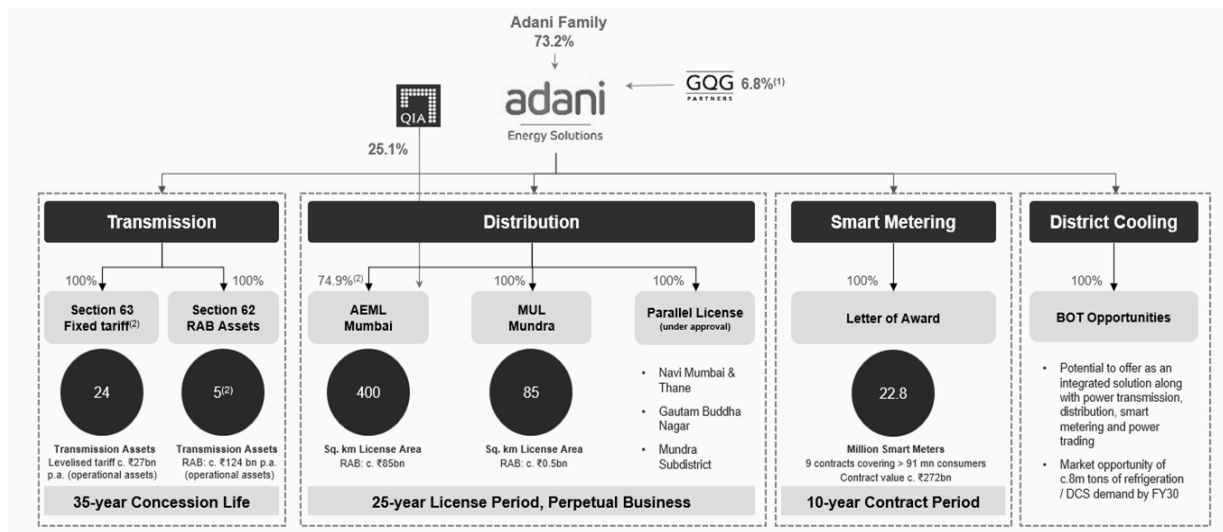 Adani Family
73.2%
QIA
adani
Energy Solutions
GQG
PARTNERS
6.8%(1)
25.1%
Transmission
100%
100%
Section 63
Fixed tariff(2)
Section 62
RAB Assets
24
5(2)
Transmission Assets
Levelised tariff c. ₹27bn
p.a. (operational assets)
Transmission Assets
RAB: c. ₹124 bn p.a.
(operational assets)
35-year Concession Life
Distribution
74.9%(2)
100%
100%
AEML
Mumbai
MUL
Mundra
Parallel License
(under approval)
400
85
Sq. km License Area
RAB: c. ₹85bn
Sq. km License Area
RAB: c. ₹0.5bn
• Navi Mumbai &
Thane
• Gautam Buddha
Nagar
• Mundra
Subdistrict
25-year License Period, Perpetual Business
Smart Metering
100%
Letter of Award
22.8
Million Smart Meters
9 contracts covering > 91 mn consumers
Contract value c. ₹272bn
10-year Contract Period
District Cooling
100%
BOT Opportunities
• Potential to offer as an
integrated solution along
with power transmission,
distribution, smart
metering and power
trading
• Market opportunity of
c.8m tons of refrigeration
/ DCS demand by FY30